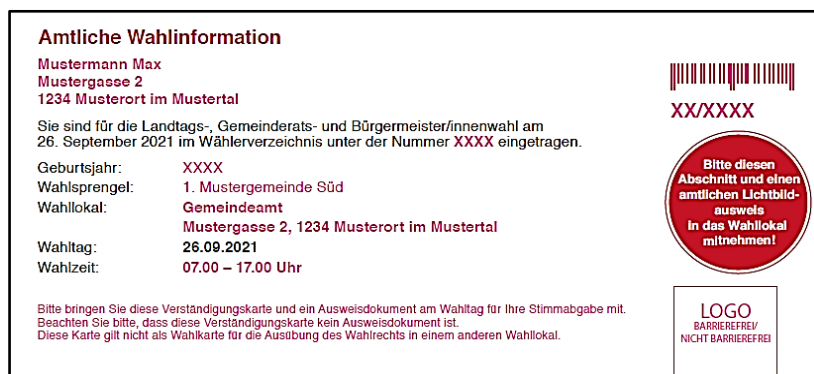 Amtliche Wahlinformation
Mustermann Max
Mustergasse 2
1234 Musterort im Mustertal
Sie sind für die Landtags-, Gemeinderats- und Bürgermeister/innenwahl am
26. September 2021 im Wählerverzeichnis unter der Nummer XXXX eingetragen.
Geburtsjahr: XXXX
Wahlsprengel: 1. Mustergemeinde Süd
Wahllokal: Gemeindeamt
Mustergasse 2, 1234 Musterort im Mustertal
Wahltag: 26.09.2021
Wahlzeit: 07.00 – 17.00 Uhr
Bitte bringen Sie diese Verständigungskarte und ein Ausweisdokument am Wahltag für Ihre Stimmabgabe mit.
Beachten Sie bitte, dass diese Verständigungskarte kein Ausweisdokument ist.
Diese Karte gilt nicht als Wahlkarte für die Ausübung des Wahlrechts in einem anderen Wahllokal.
XX/XXXX
Bitte diesen
Abschnitt und einen
amtlichen Lichtbild-
ausweis
in das Wahllokal
mitnehmen!
LOGO
BARRIEREFREI/
NICHT BARRIEREFREI